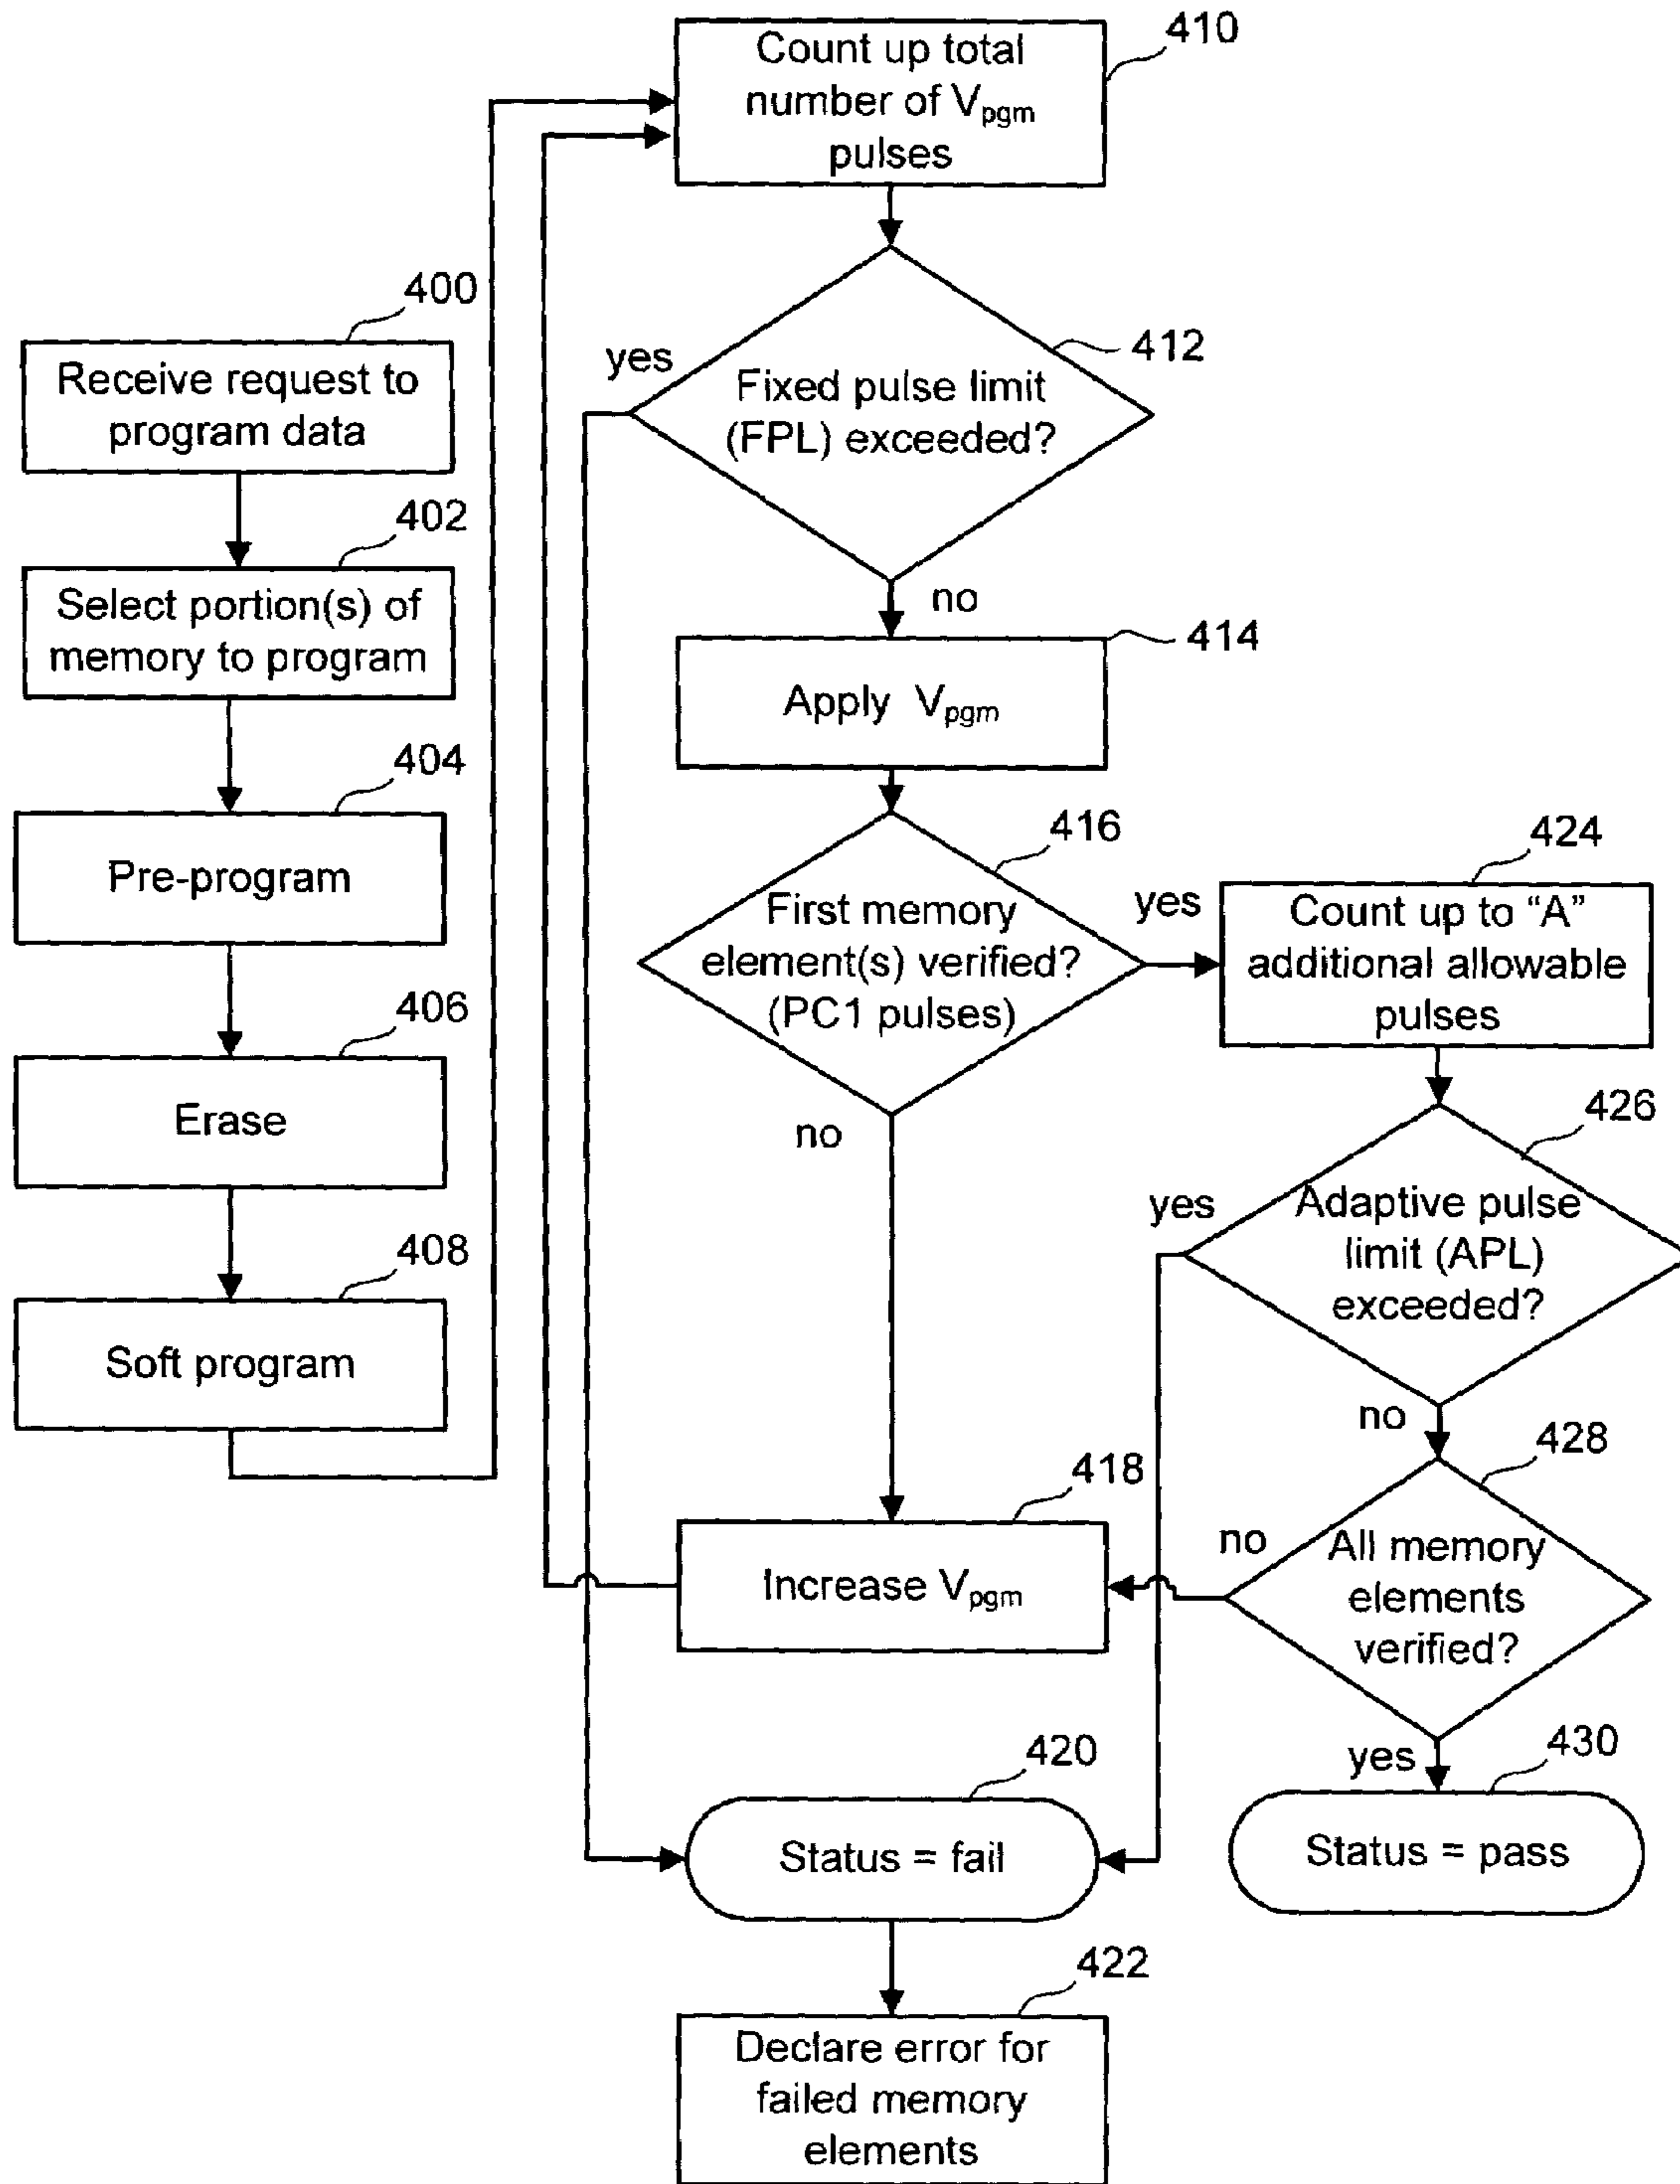 400
Receive request to
program data
402
Select portion(s) of
memory to program
404
Pre-program
406
Erase
408
Soft program
410
Count up total
number of Vpgm
pulses
412
yes
Fixed pulse limit
(FPL) exceeded?
no
414
Apply Vpgm
416
First memory
element(s) verified?
(PC1 pulses)
yes
no
418
Increase Vpgm
420
Status = fail
422
Declare error for
failed memory
elements
424
Count up to “A”
additional allowable
pulses
426
yes
Adaptive pulse
limit (APL)
exceeded?
no
428
no
All memory
elements
verified?
yes
430
Status = pass